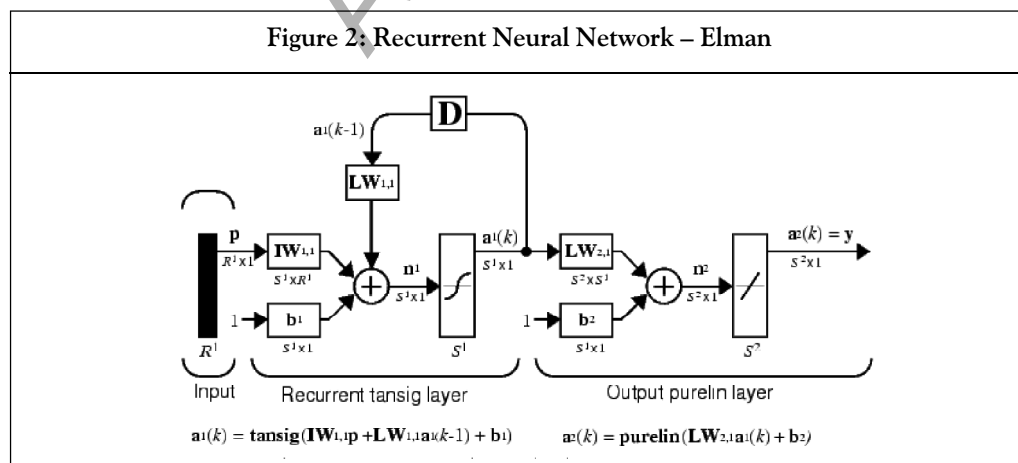 Figure 2: Recurrent Neural Network – Elman
D
a1(k-1)
LW1,1
p
R1x1
IW1,1
S1xR1
1
b1
S1x1
R1
n1
S1x1
S1
a1(k)
S1x1
LW2,1
S2xS1
1
b2
S1x1
n2
S2x1
S2
a2(k) = y
S2x1
Input
Recurrent tansig layer
Output purelin layer
a1(k) = tansig(IW1,1p +LW1,1a1(k-1) + b1)
a2(k) = purelin(LW2,1a1(k) + b2)